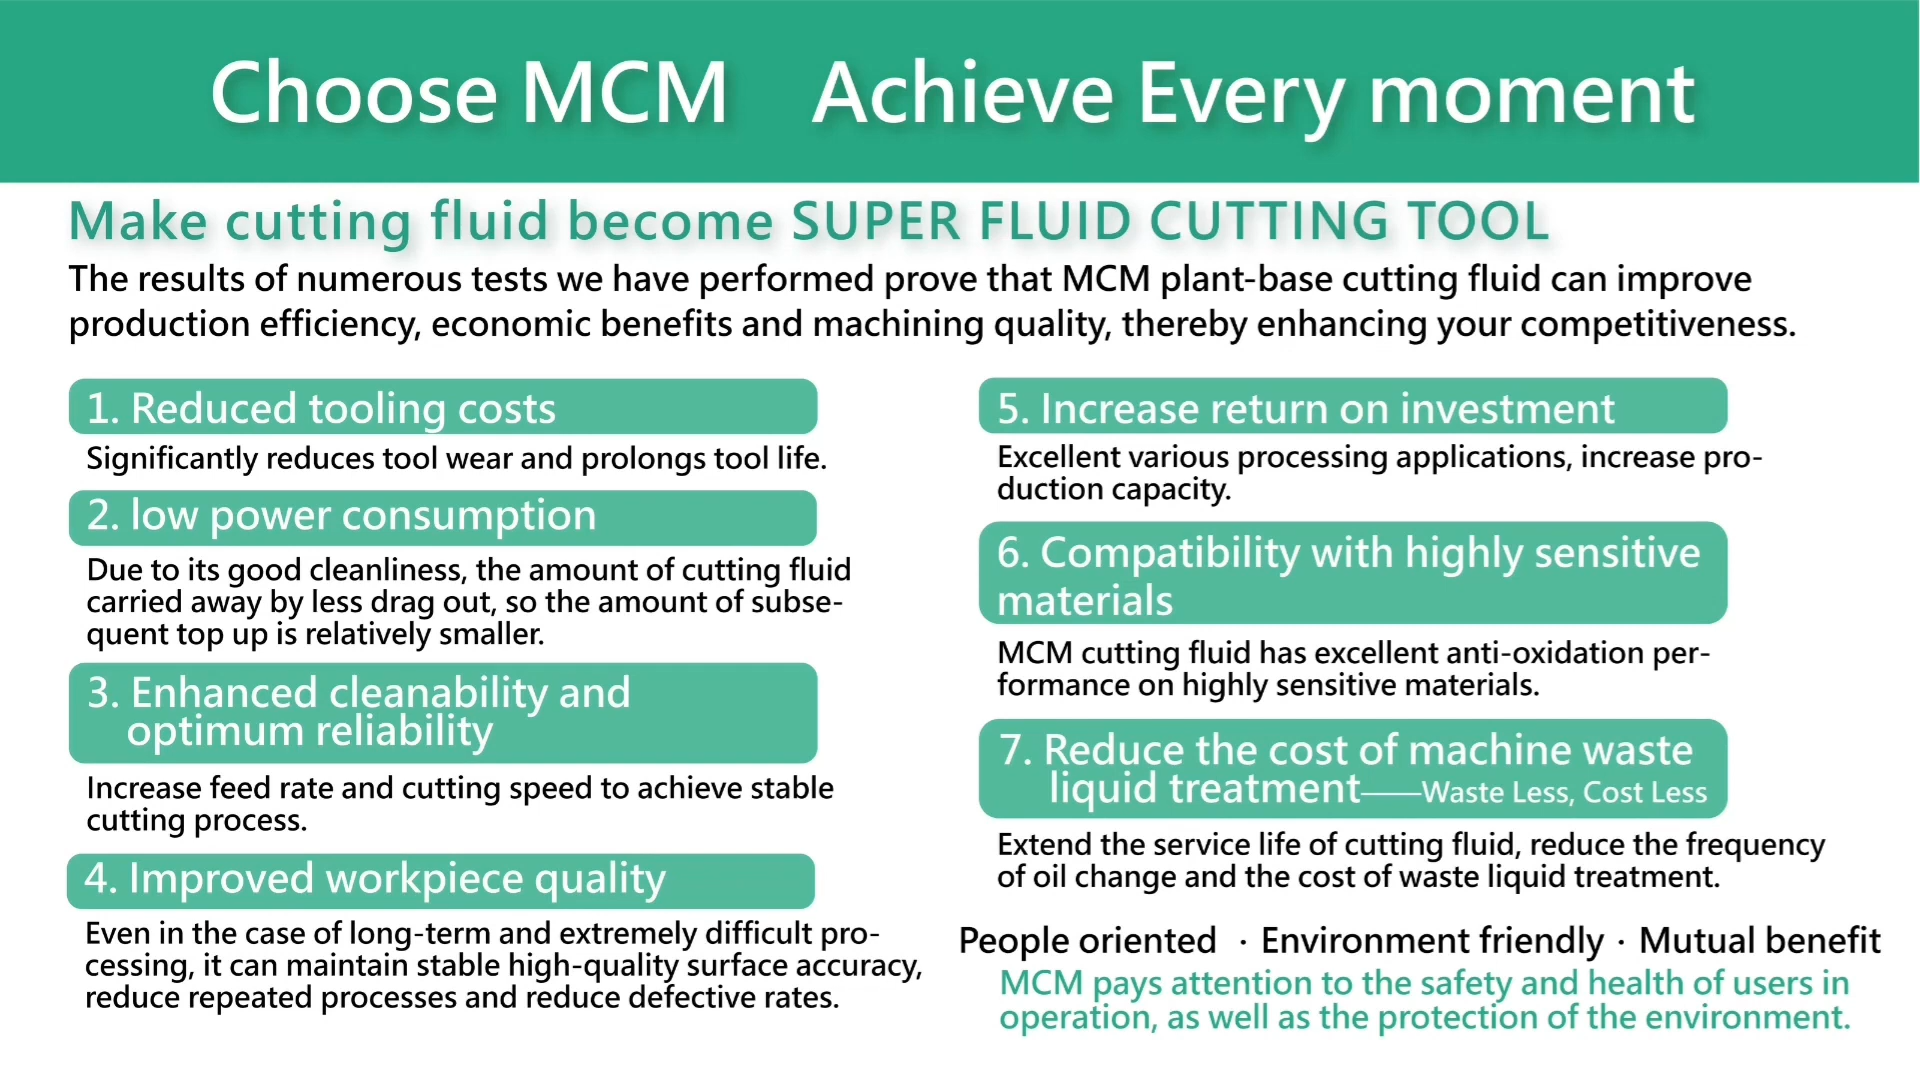 Choose MCM Achieve Every moment
Make cutting fluid become SUPER FLUID CUTTING TOOL
The results of numerous tests we have performed prove that MCM plant-base cutting fluid can improve
production efficiency, economic benefits and machining quality, thereby enhancing your competitiveness.
1. Reduced tooling costs
Significantly reduces tool wear and prolongs tool life.
2. low power consumption
Due to its good cleanliness, the amount of cutting fluid
carried away by less drag out, so the amount of subse-
quent top up is relatively smaller.
3. Enhanced cleanability and
optimum reliability
Increase feed rate and cutting speed to achieve stable
cutting process.
4. Improved workpiece quality
Even in the case of long-term and extremely difficult pro-
cessing, it can maintain stable high-quality surface accuracy,
reduce repeated processes and reduce defective rates.
5. Increase return on investment
Excellent various processing applications, increase pro-
duction capacity.
6. Compatibility with highly sensitive
materials
MCM cutting fluid has excellent anti-oxidation per-
formance on highly sensitive materials.
7. Reduce the cost of machine waste
liquid treatment——Waste Less, Cost Less
Extend the service life of cutting fluid, reduce the frequency
of oil change and the cost of waste liquid treatment.
People oriented · Environment friendly · Mutual benefit
MCM pays attention to the safety and health of users in
operation, as well as the protection of the environment.